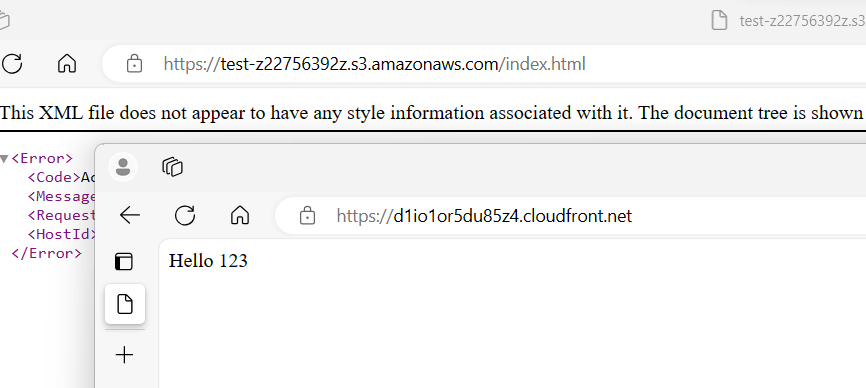 test-z22756392z.s3
https://test-z22756392z.s3.amazonaws.com/index.html
This XML file does not appear to have any style information associated with it. The document tree is shown
<Error>
<Code>
<Message
<Request
<HostId>
</Error>
https://d1io1or5du85z4.cloudfront.net
Hello 123